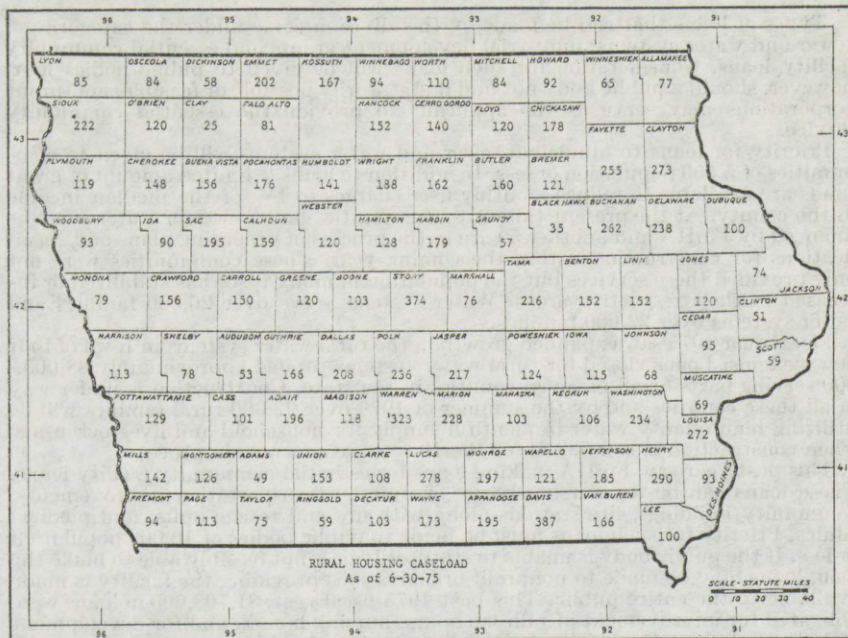 96 95 94 93 92 91
LYON OSCEOLA DICKINSON EMMET KOSSUTH WINNEBAGO WORTH MITCHELL HOWARD WINNESHIEK ALLAMAKEE
85 84 58 202 167 94 110 84 92 65 77
SIOUX O'BRIEN CLAY PALO ALTO HANCOCK CERRO GORDO FLOYD CHICKASAW
222 120 25 81 152 140 120 178
43 FAYETTE CLAYTON 43
255 273
PLYMOUTH CHEROKEE BUENA VISTA POCAHONTAS HUMBOLDT WRIGHT FRANKLIN BUTLER BREMER
119 148 156 176 141 188 162 160 121
WOODBURY IDA SAC CALHOUN WEBSTER HAMILTON HARDIN GRUNDY BLACK HAWK BUCHANAN DELAWARE DUBUQUE
93 90 195 159 120 128 179 57 35 262 238 100
MONONA CRAWFORD CARROLL GREENE BOONE STORY MARSHALL TAMA BENTON LINN JONES JACKSON
79 156 150 120 103 374 76 216 152 152 120 74
42 CEDAR CLINTON 42
95 51
HARRISON SHELBY AUDUBON GUTHRIE DALLAS POLK JASPER POWESHIEK IOWA JOHNSON SCOTT
113 78 53 166 208 236 217 124 115 68 59
MUSCATINE
69
POTTAWATTAMIE CASS ADAIR MADISON WARREN MARION MAHASKA KEOKUK WASHINGTON LOUISA
129 101 196 118 323 228 103 106 234 272
41 MILLS MONTGOMERY ADAMS UNION CLARKE LUCAS MONROE WAPELLO JEFFERSON HENRY DES MOINES 41
142 126 49 153 108 278 197 121 185 290 93
FREMONT PAGE TAYLOR RINGGOLD DECATUR WAYNE APPANOOSE DAVIS VAN BUREN LEE
94 113 75 59 103 173 195 387 166 100
RURAL HOUSING CASELOAD
As of 6-30-75
SCALE - STATUTE MILES
10 0 10 20 30 40
96 95 94 93 92 91